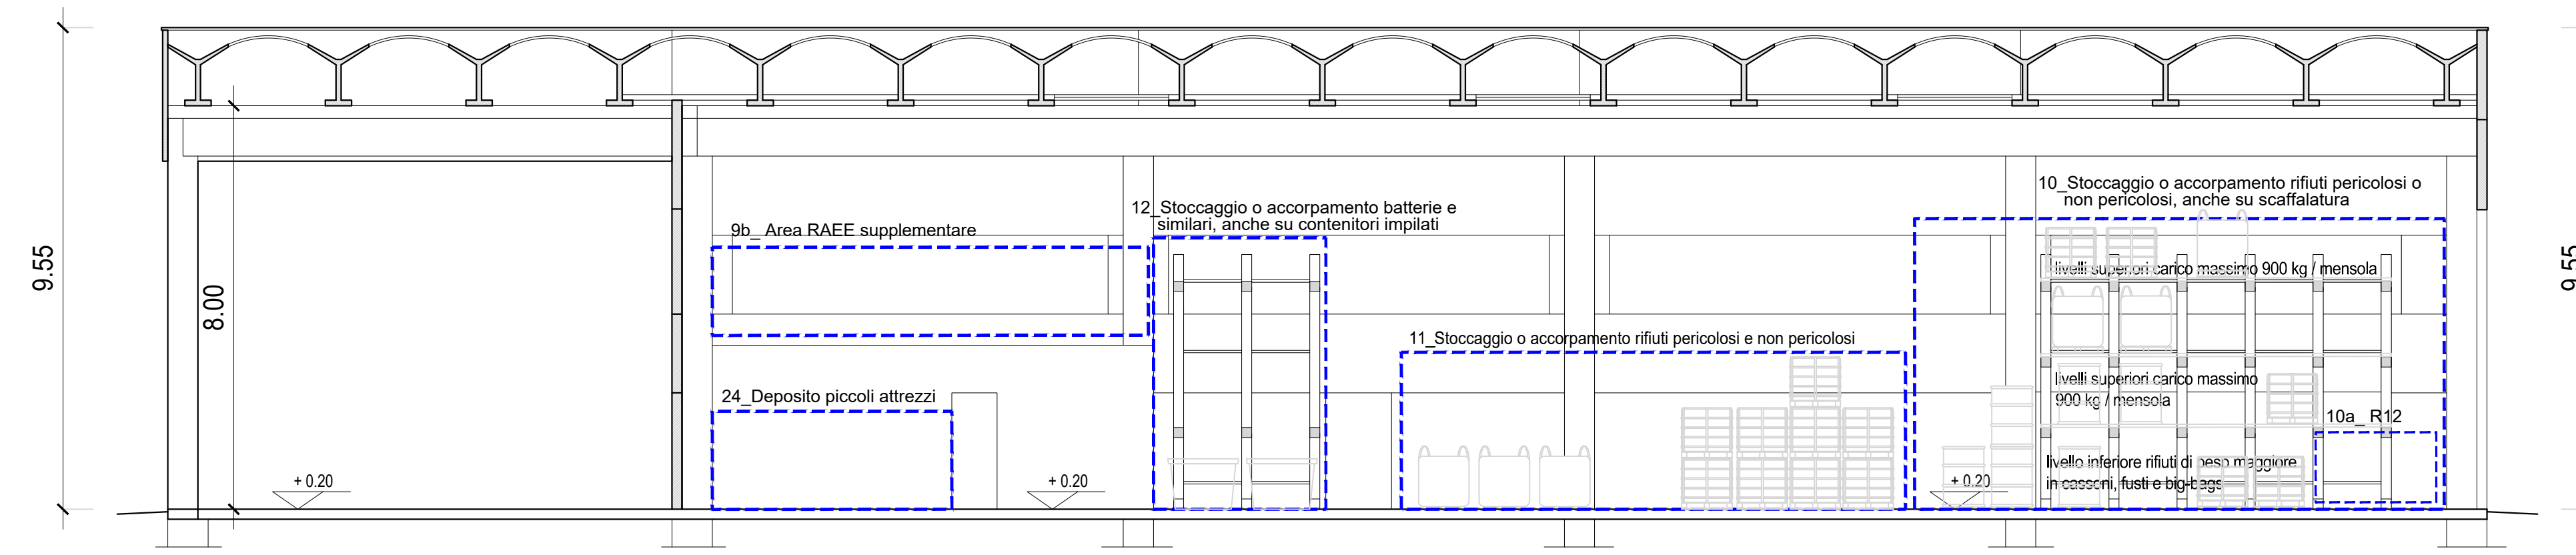 10_Stoccaggio o accorpamento rifiuti pericolosi o
non pericolosi, anche su scaffalatura
12_Stoccaggio o accorpamento batterie e
similari, anche su contenitori impilati
9b_ Area RAEE supplementare
9.55
8.00
9.55
livelli superiori carico massimo 900 kg / mensola
11_Stoccaggio o accorpamento rifiuti pericolosi e non pericolosi
livelli superiori carico massimo
900 kg / mensola
24_Deposito piccoli attrezzi
10a_ R12
livello inferiore rifiuti di peso maggiore
in cassoni, fusti e big-bags
+ 0.20
+ 0.20
+ 0.20